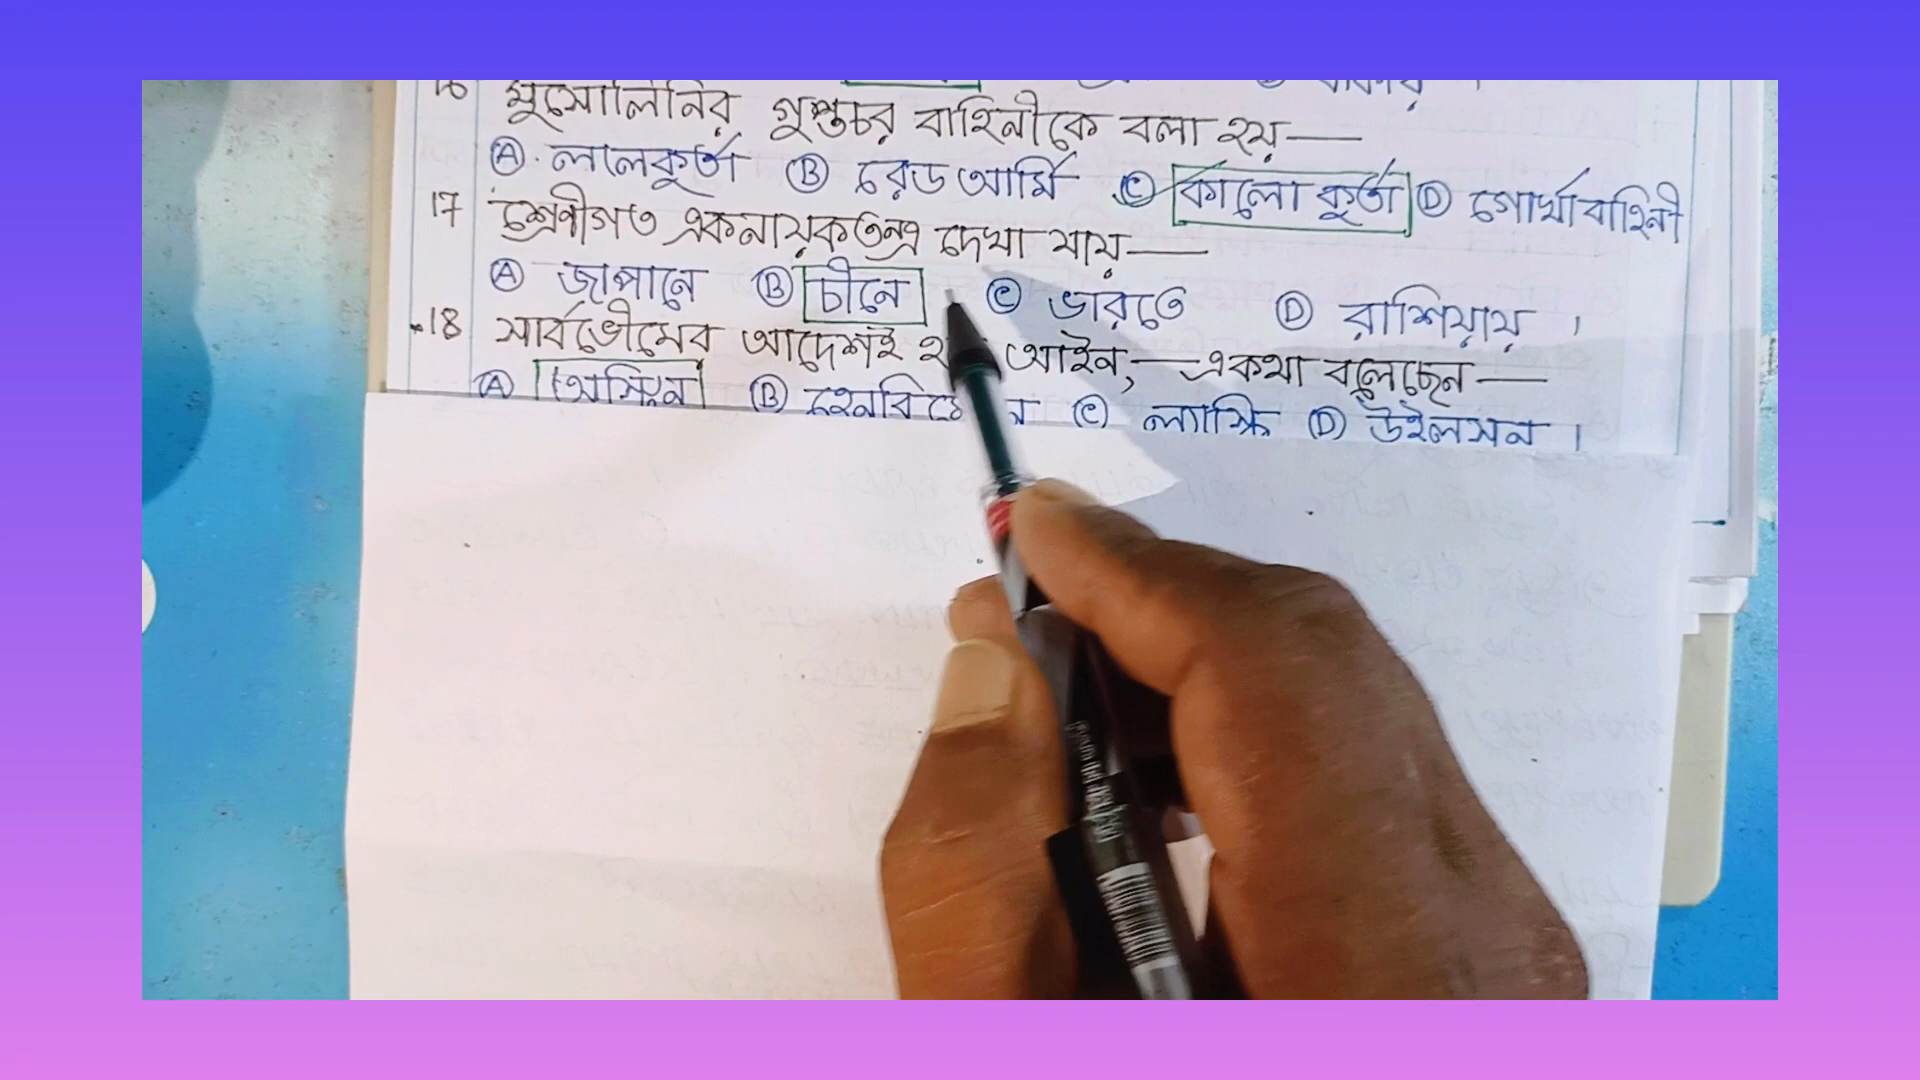 16 মুসোলিনির গুপ্তচর বাহিনীকে বলা হয় —
Ⓐ. লালকুর্তা Ⓑ রেড আর্মি Ⓒ কালো কুর্তা Ⓓ গোর্খা বাহিনী
17 শ্রেণীগত একনায়কতন্ত্র দেখা যায় —
Ⓐ জাপানে Ⓑ চীনে Ⓒ ভারতে Ⓓ রাশিয়ায় ।
.18 সার্বভৌমের আদেশই আইন, — একথা বলেছেন —
Ⓐ অস্টিন Ⓑ Ⓒ ল্যাস্কি Ⓓ উইলসন ।